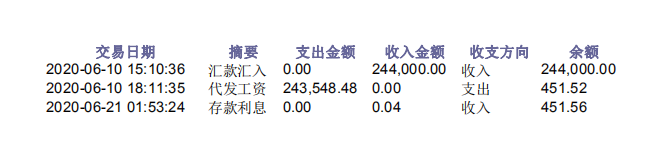 交易日期 摘要 支出金额 收入金额 收支方向 余额
2020-06-10 15:10:36 汇款汇入 0.00 244,000.00 收入 244,000.00
2020-06-10 18:11:35 代发工资 243,548.48 0.00 支出 451.52
2020-06-21 01:53:24 存款利息 0.00 0.04 收入 451.56